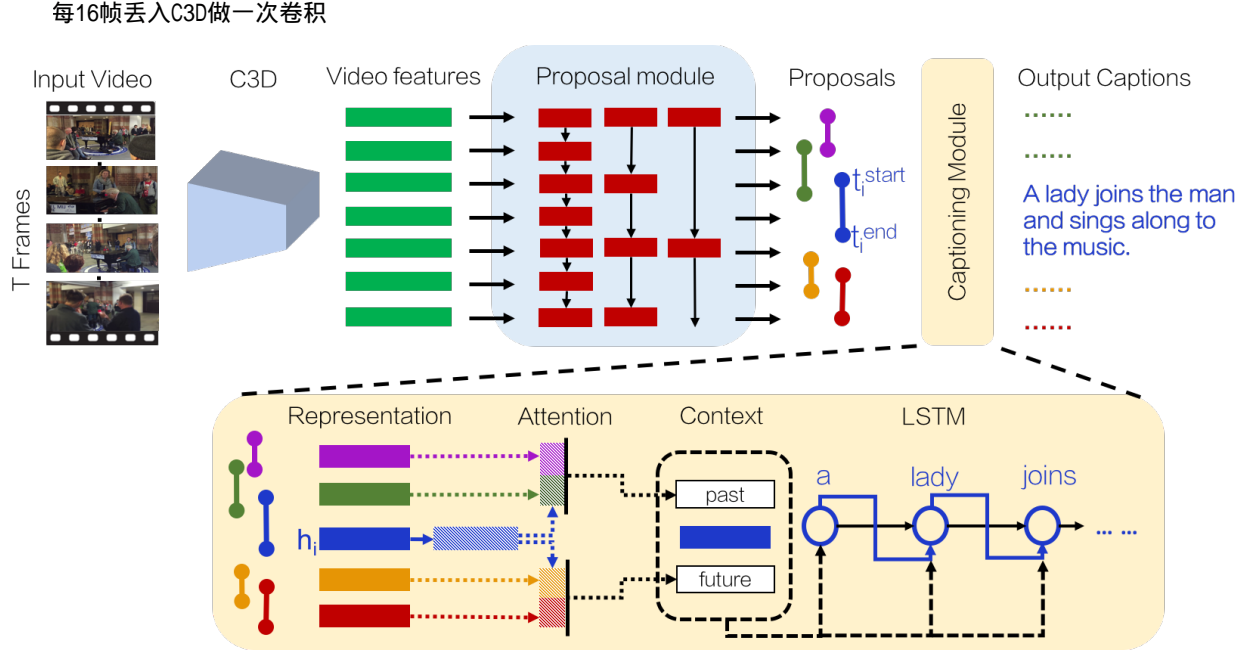 每16帧丢入C3D做一次卷积
Input Video
C3D
Video features
Proposal module
Proposals
Captioning Module
Output Captions
T Frames
t_i^start
t_i^end
......
......
A lady joins the man
and sings along to
the music.
......
......
Representation
Attention
Context
LSTM
h_i
past
future
a
lady
joins
... ...